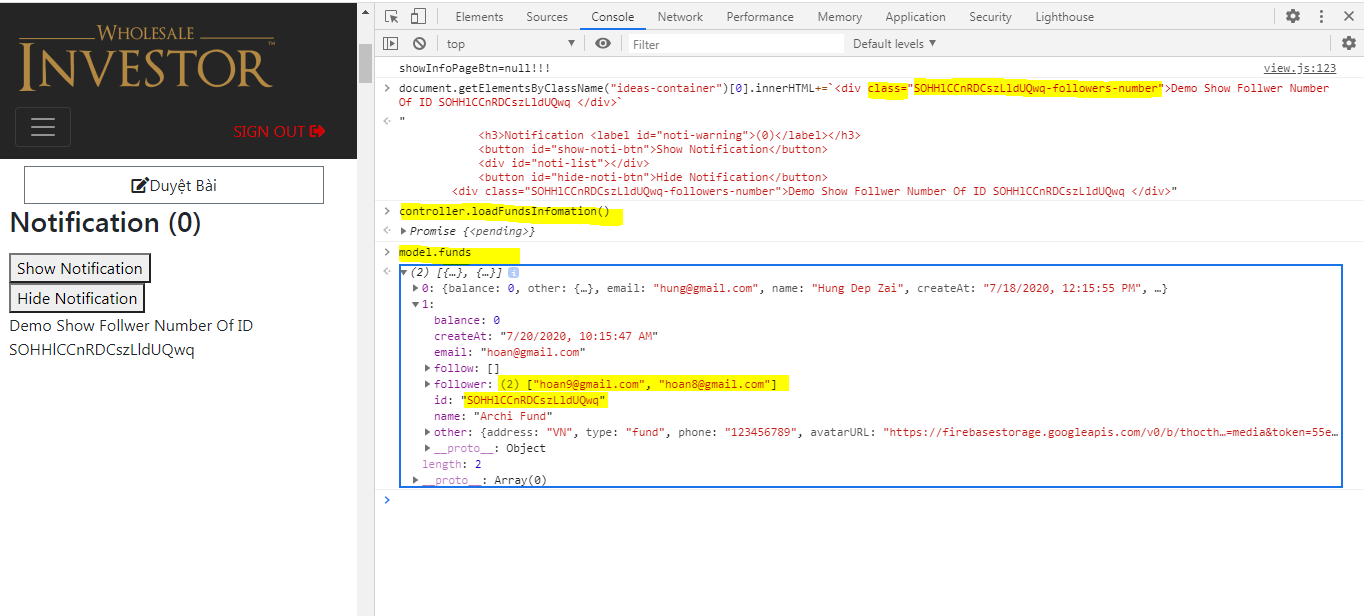 WHOLESALE
INVESTOR™
SIGN OUT
Duyệt Bài
Notification (0)
Show Notification
Hide Notification
Demo Show Follwer Number Of ID
SOHHlCCnRDCszLldUQwq
Elements Sources Console Network Performance Memory Application Security Lighthouse
top Filter Default levels ▼
showInfoPageBtn=null!!! view.js:123
document.getElementsByClassName("ideas-container")[0].innerHTML+=`<div class="SOHHlCCnRDCszLldUQwq-followers-number">Demo Show Follwer Number
Of ID SOHHlCCnRDCszLldUQwq </div>`
"
<h3>Notification <label id="noti-warning">(0)</label></h3>
<button id="show-noti-btn">Show Notification</button>
<div id="noti-list"></div>
<button id="hide-noti-btn">Hide Notification</button>
<div class="SOHHlCCnRDCszLldUQwq-followers-number">Demo Show Follwer Number Of ID SOHHlCCnRDCszLldUQwq </div>"
controller.loadFundsInfomation()
Promise {<pending>}
model.funds
(2) [{…}, {…}]
0: {balance: 0, other: {…}, email: "hung@gmail.com", name: "Hung Dep Zai", createAt: "7/18/2020, 12:15:55 PM", …}
1:
balance: 0
createAt: "7/20/2020, 10:15:47 AM"
email: "hoan@gmail.com"
follow: []
follower: (2) ["hoan9@gmail.com", "hoan8@gmail.com"]
id: "SOHHlCCnRDCszLldUQwq"
name: "Archi Fund"
other: {address: "VN", type: "fund", phone: "123456789", avatarURL: "https://firebasestorage.googleapis.com/v0/b/thocth…=media&token=55e…
__proto__: Object
length: 2
__proto__: Array(0)